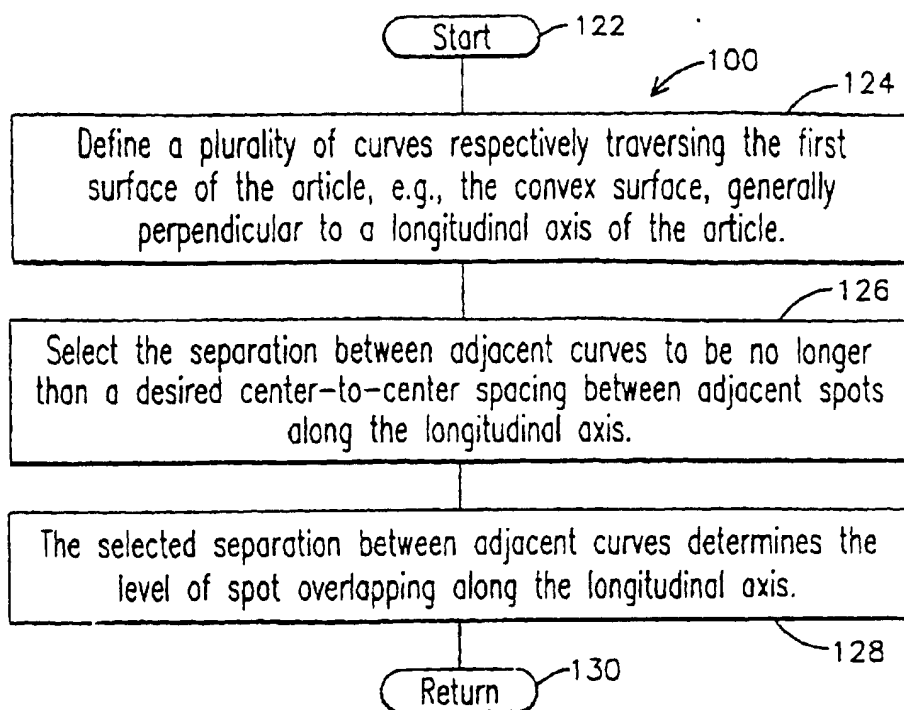 Start
122
100
124
Define a plurality of curves respectively traversing the first
surface of the article, e.g., the convex surface, generally
perpendicular to a longitudinal axis of the article.
126
Select the separation between adjacent curves to be no longer
than a desired center-to-center spacing between adjacent spots
along the longitudinal axis.
The selected separation between adjacent curves determines the
level of spot overlapping along the longitudinal axis.
128
Return
130